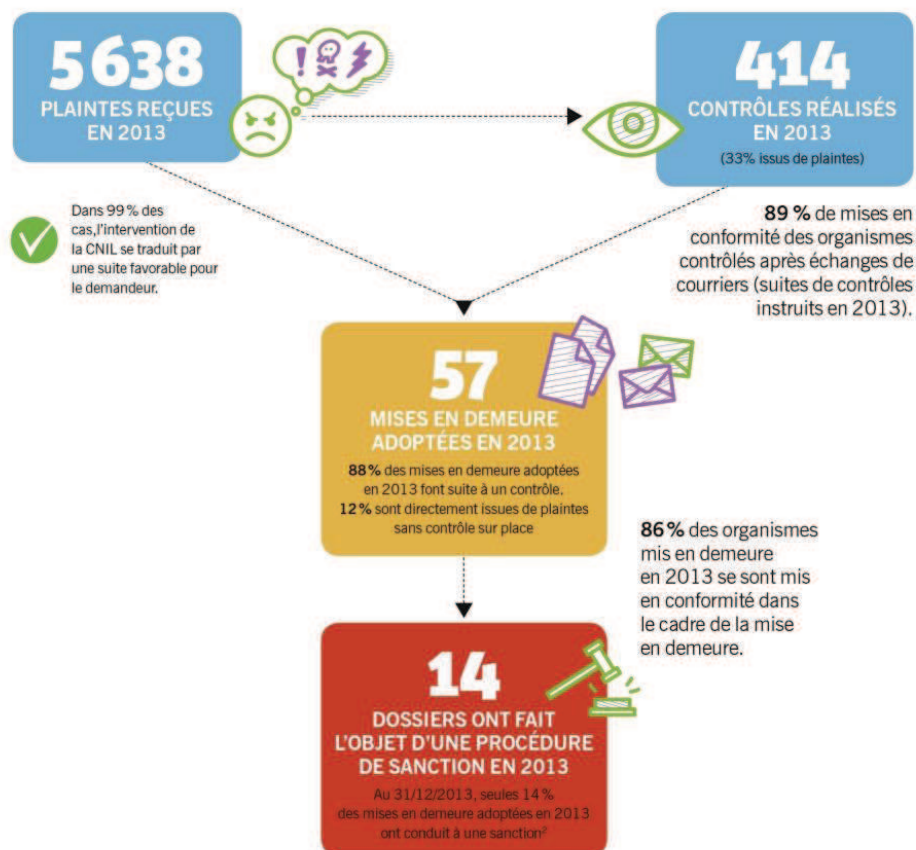 5 638
PLAINTES REÇUES
EN 2013
414
CONTRÔLES RÉALISÉS
EN 2013
(33% issus de plaintes)
Dans 99 % des
cas,l'intervention de
la CNIL se traduit par
une suite favorable pour
le demandeur.
89 % de mises en
conformité des organismes
contrôlés après échanges de
courriers (suites de contrôles
instruits en 2013).
57
MISES EN DEMEURE
ADOPTÉES EN 2013
88% des mises en demeure adoptées
en 2013 font suite à un contrôle.
12% sont directement issues de plaintes
sans contrôle sur place
86% des organismes
mis en demeure
en 2013 se sont mis
en conformité dans
le cadre de la mise
en demeure.
14
DOSSIERS ONT FAIT
L'OBJET D'UNE PROCÉDURE
DE SANCTION EN 2013
Au 31/12/2013, seules 14 %
des mises en demeure adoptées en 2013
ont conduit à une sanction²